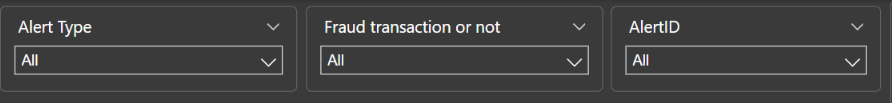 Alert Type Fraud transaction or not AlertID
All All All